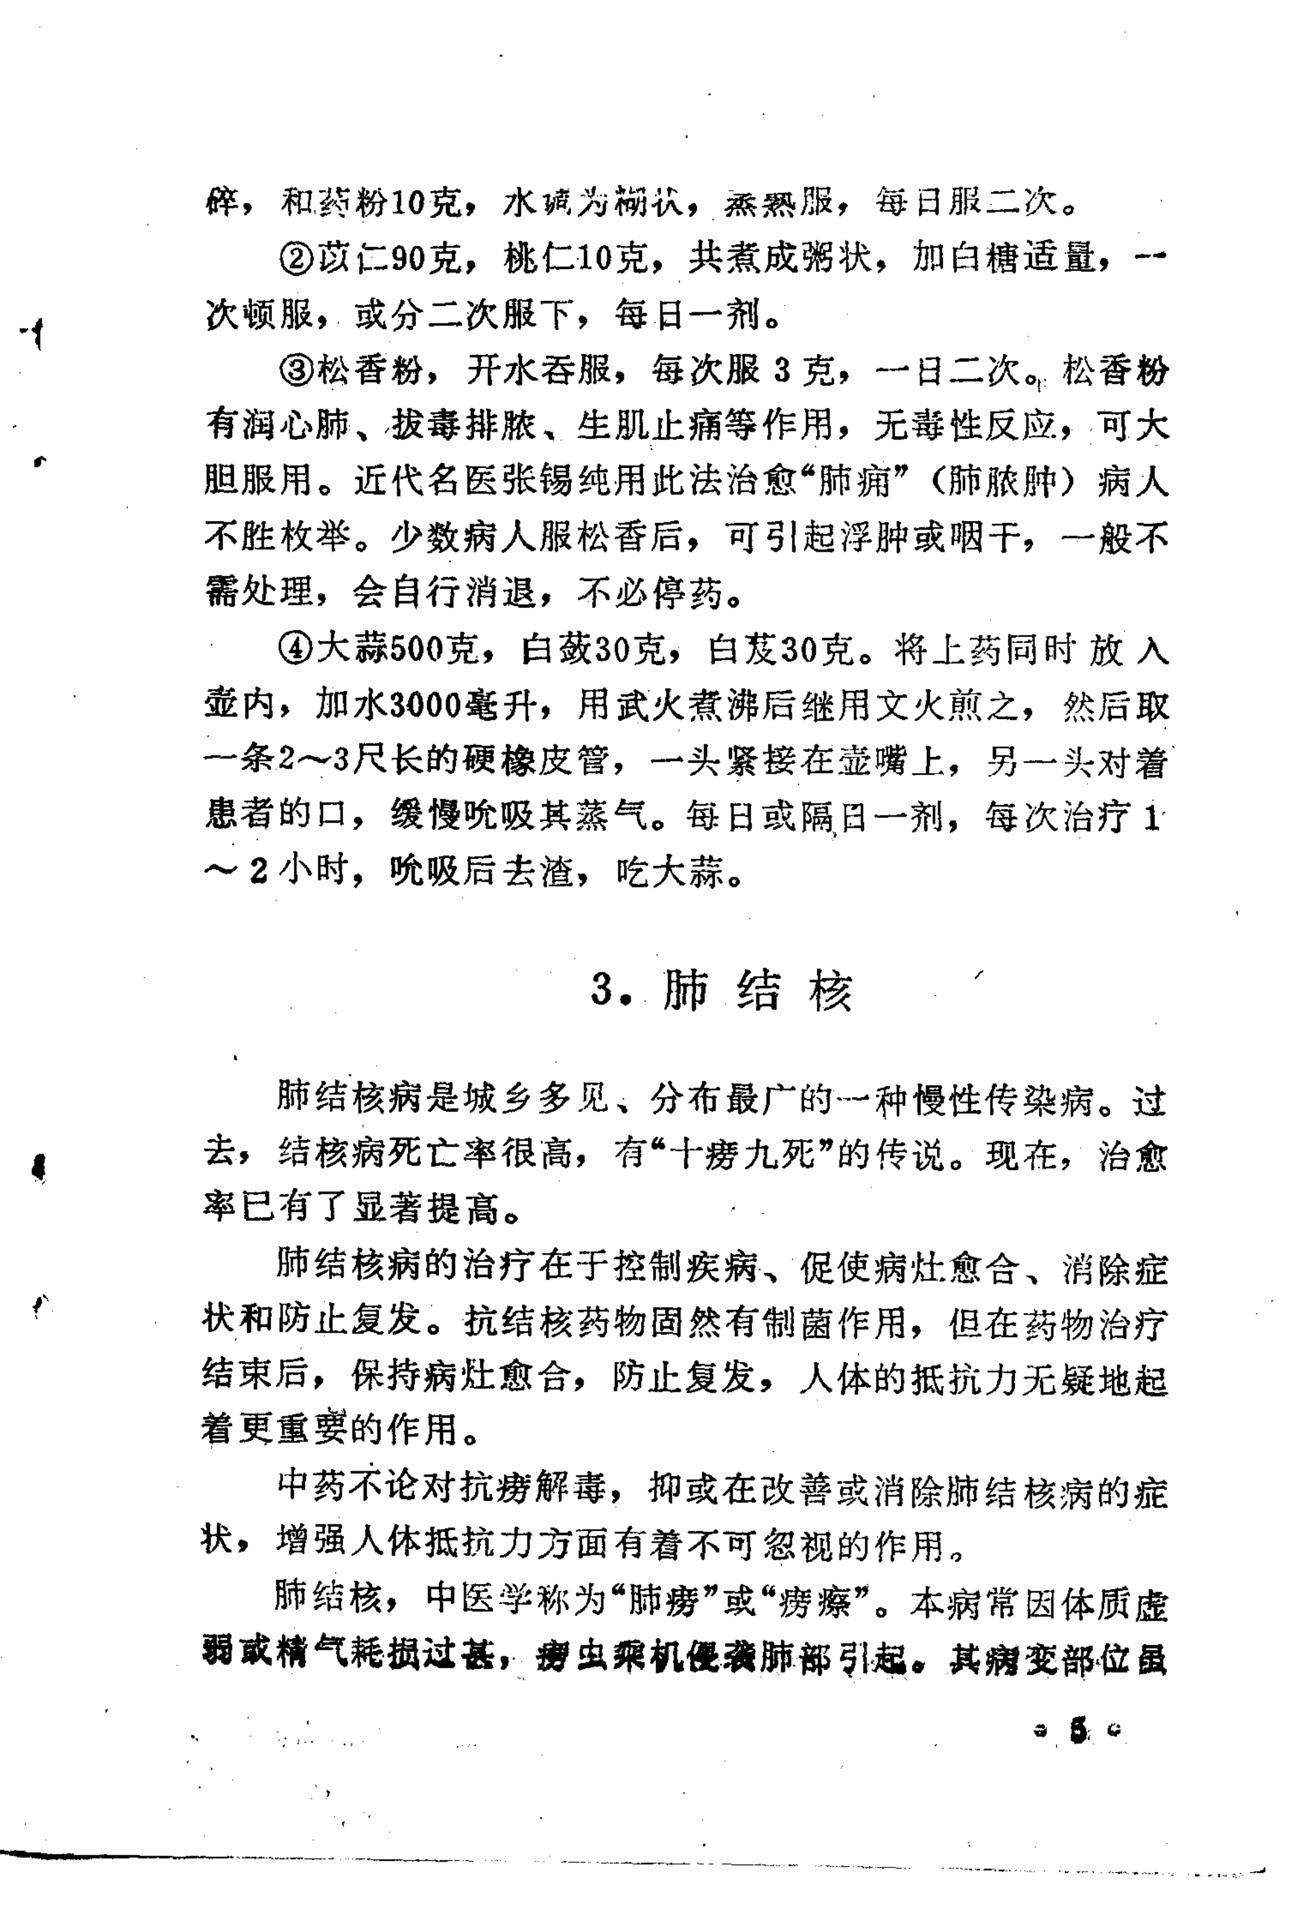 碎，和药粉10克，水调为糊状，蒸熟服，每日服二次。
②苡仁90克，桃仁10克，共煮成粥状，加白糖适量，一
次顿服，或分二次服下，每日一剂。
③松香粉，开水吞服，每次服3克，一日二次。松香粉
有润心肺、拔毒排脓、生肌止痛等作用，无毒性反应，可大
胆服用。近代名医张锡纯用此法治愈“肺痈”（肺脓肿）病人
不胜枚举。少数病人服松香后，可引起浮肿或咽干，一般不
需处理，会自行消退，不必停药。
④大蒜500克，白蔹30克，白芨30克。将上药同时放入
壶内，加水3000毫升，用武火煮沸后继用文火煎之，然后取
一条2～3尺长的硬橡皮管，一头紧接在壶嘴上，另一头对着
患者的口，缓慢吮吸其蒸气。每日或隔日一剂，每次治疗1
～2小时，吮吸后去渣，吃大蒜。
3．肺结核
肺结核病是城乡多见、分布最广的一种慢性传染病。过
去，结核病死亡率很高，有“十痨九死”的传说。现在，治愈
率已有了显著提高。
肺结核病的治疗在于控制疾病、促使病灶愈合、消除症
状和防止复发。抗结核药物固然有制菌作用，但在药物治疗
结束后，保持病灶愈合，防止复发，人体的抵抗力无疑地起
着更重要的作用。
中药不论对抗痨解毒，抑或在改善或消除肺结核病的症
状，增强人体抵抗力方面有着不可忽视的作用。
肺结核，中医学称为“肺痨”或“痨瘵”。本病常因体质虚
弱或精气耗损过甚，痨虫乘机侵袭肺部引起。其病变部位虽
• 5 •